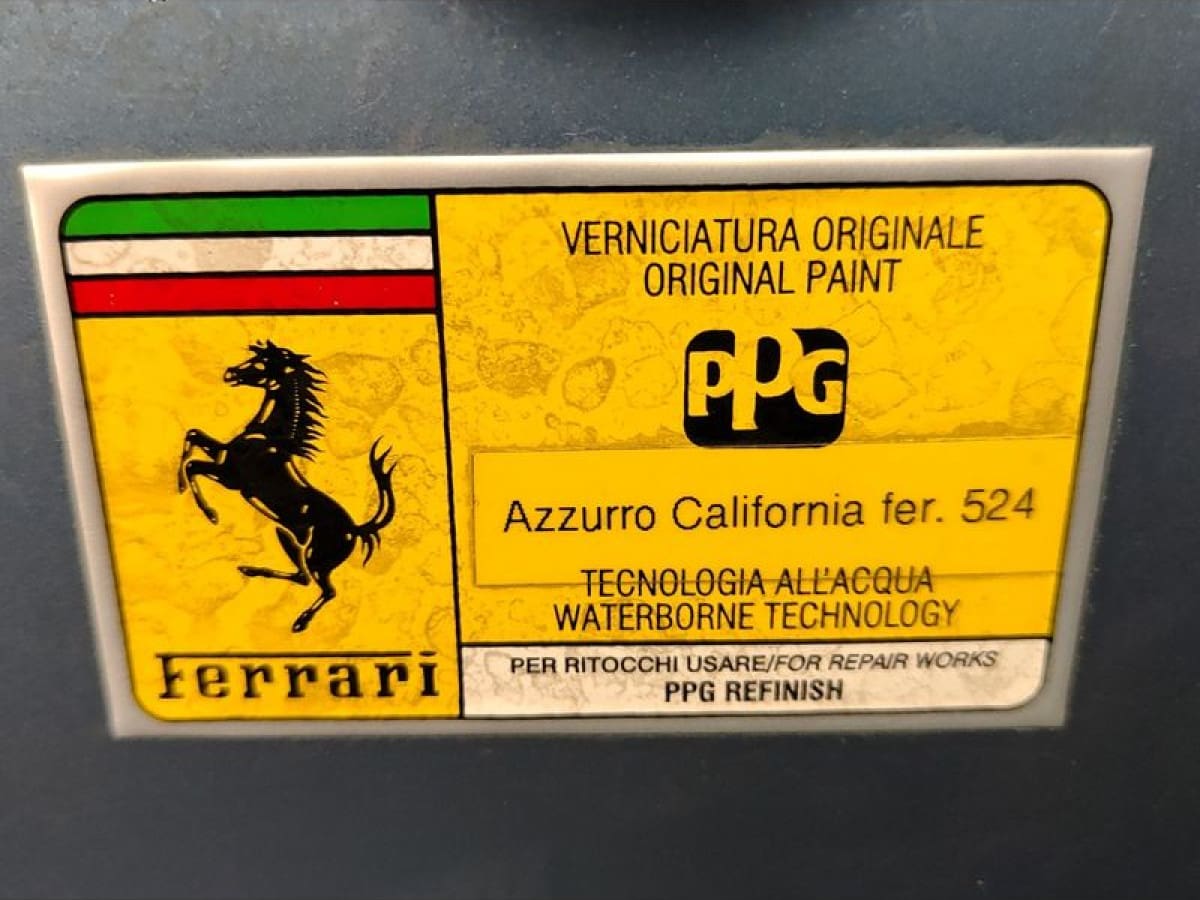 VERNICIATURA ORIGINALE
ORIGINAL PAINT
PPG
Azzurro California fer. 524
TECNOLOGIA ALL'ACQUA
WATERBORNE TECHNOLOGY
PER RITOCCHI USARE/FOR REPAIR WORKS
PPG REFINISH
Ferrari